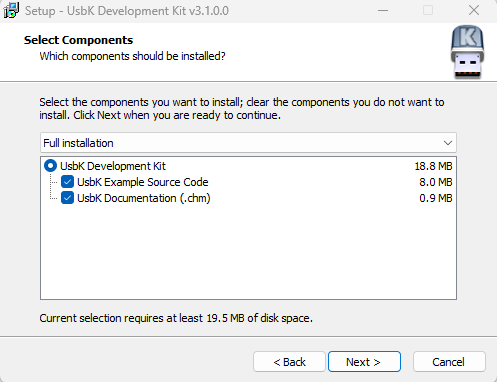 Setup - UsbK Development Kit v3.1.0.0
Select Components
Which components should be installed?
K
Select the components you want to install; clear the components you do not want to
install. Click Next when you are ready to continue.
Full installation
UsbK Development Kit 18.8 MB
UsbK Example Source Code 8.0 MB
UsbK Documentation (.chm) 0.9 MB
Current selection requires at least 19.5 MB of disk space.
< Back Next > Cancel